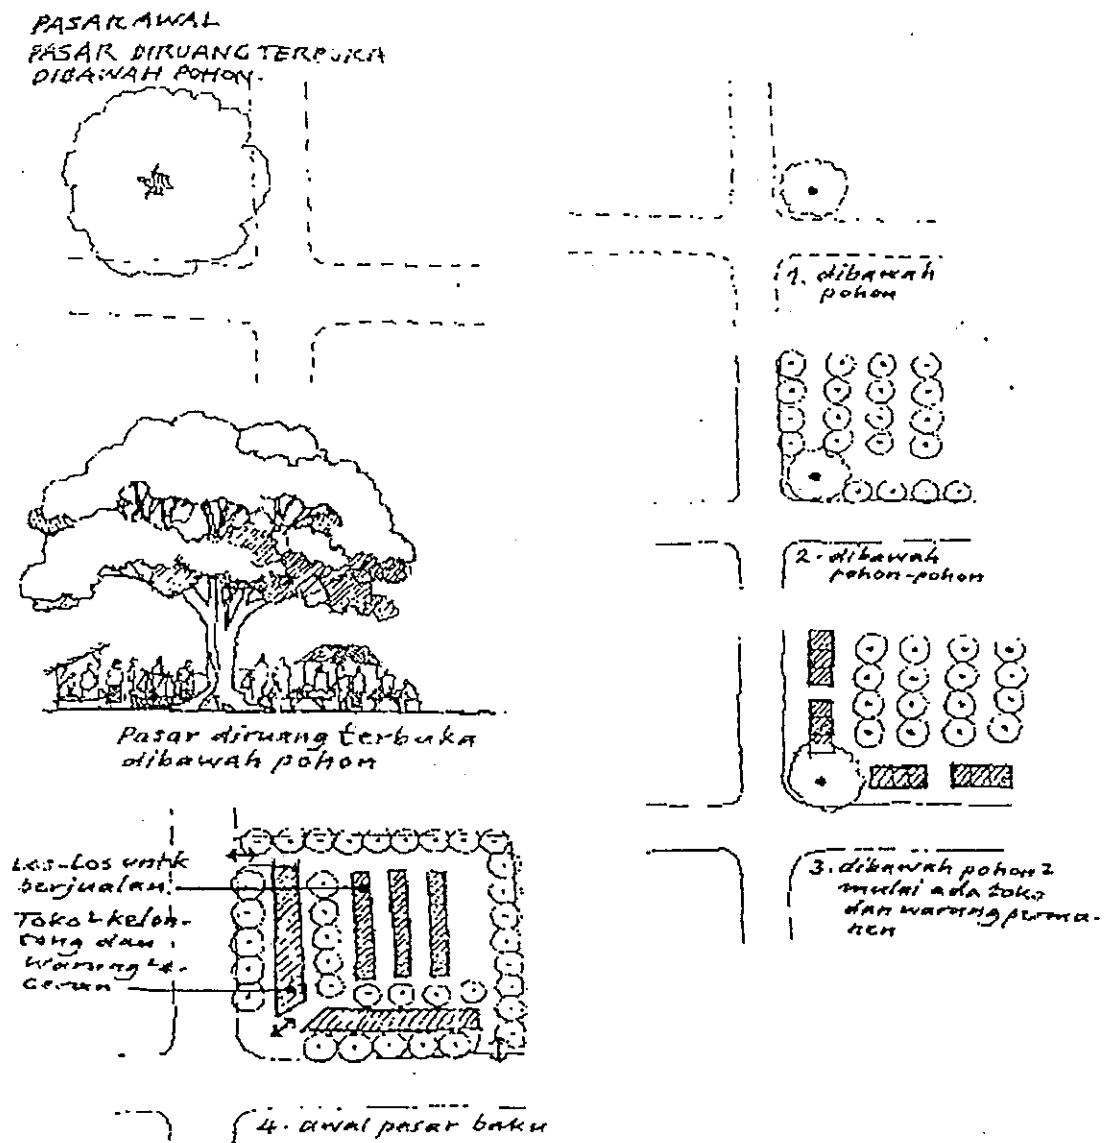 PASAR AWAL
PASAR DIRUANG TERBUKA
DIBAWAH POHON.
1. dibawah
pohon
2. dibawah
pohon-pohon
Pasar diruang terbuka
dibawah pohon
3. dibawah pohon2
mulai ada toko
dan warung perma-
nen
Los-Los untk
berjualan
Toko2 kelon-
tong dan
warung2 e-
ceran
4. awal pasar baku